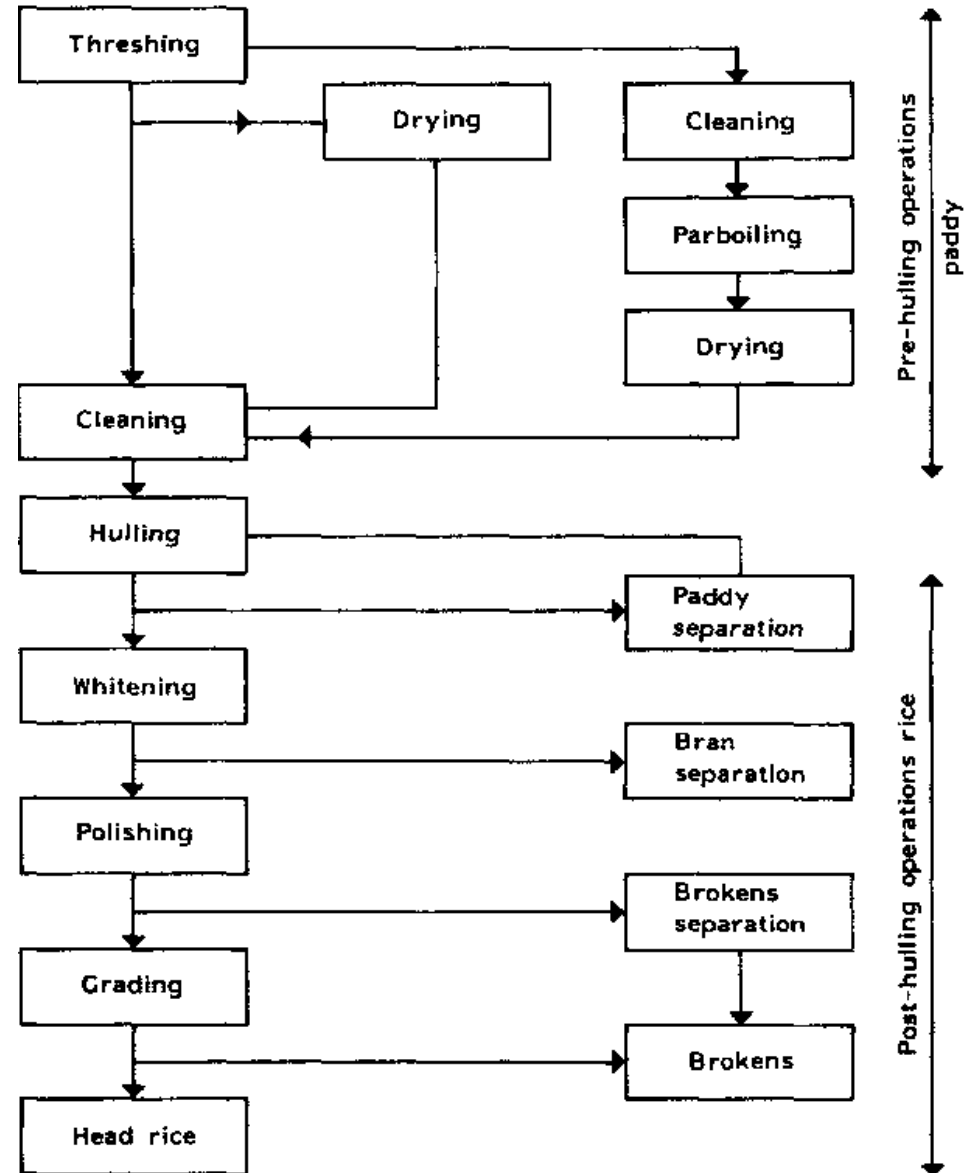 Threshing
Drying
Cleaning
Parboiling
Drying
Cleaning
Hulling
Paddy
separation
Whitening
Bran
separation
Polishing
Brokens
separation
Grading
Brokens
Head rice
Pre-hulling operations
paddy
Post-hulling operations rice